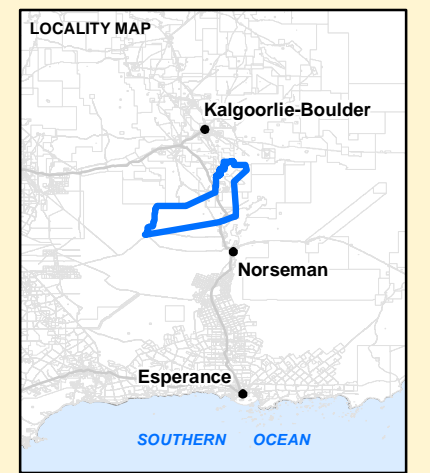 LOCALITY MAP
Kalgoorlie-Boulder
Norseman
Esperance
SOUTHERN OCEAN